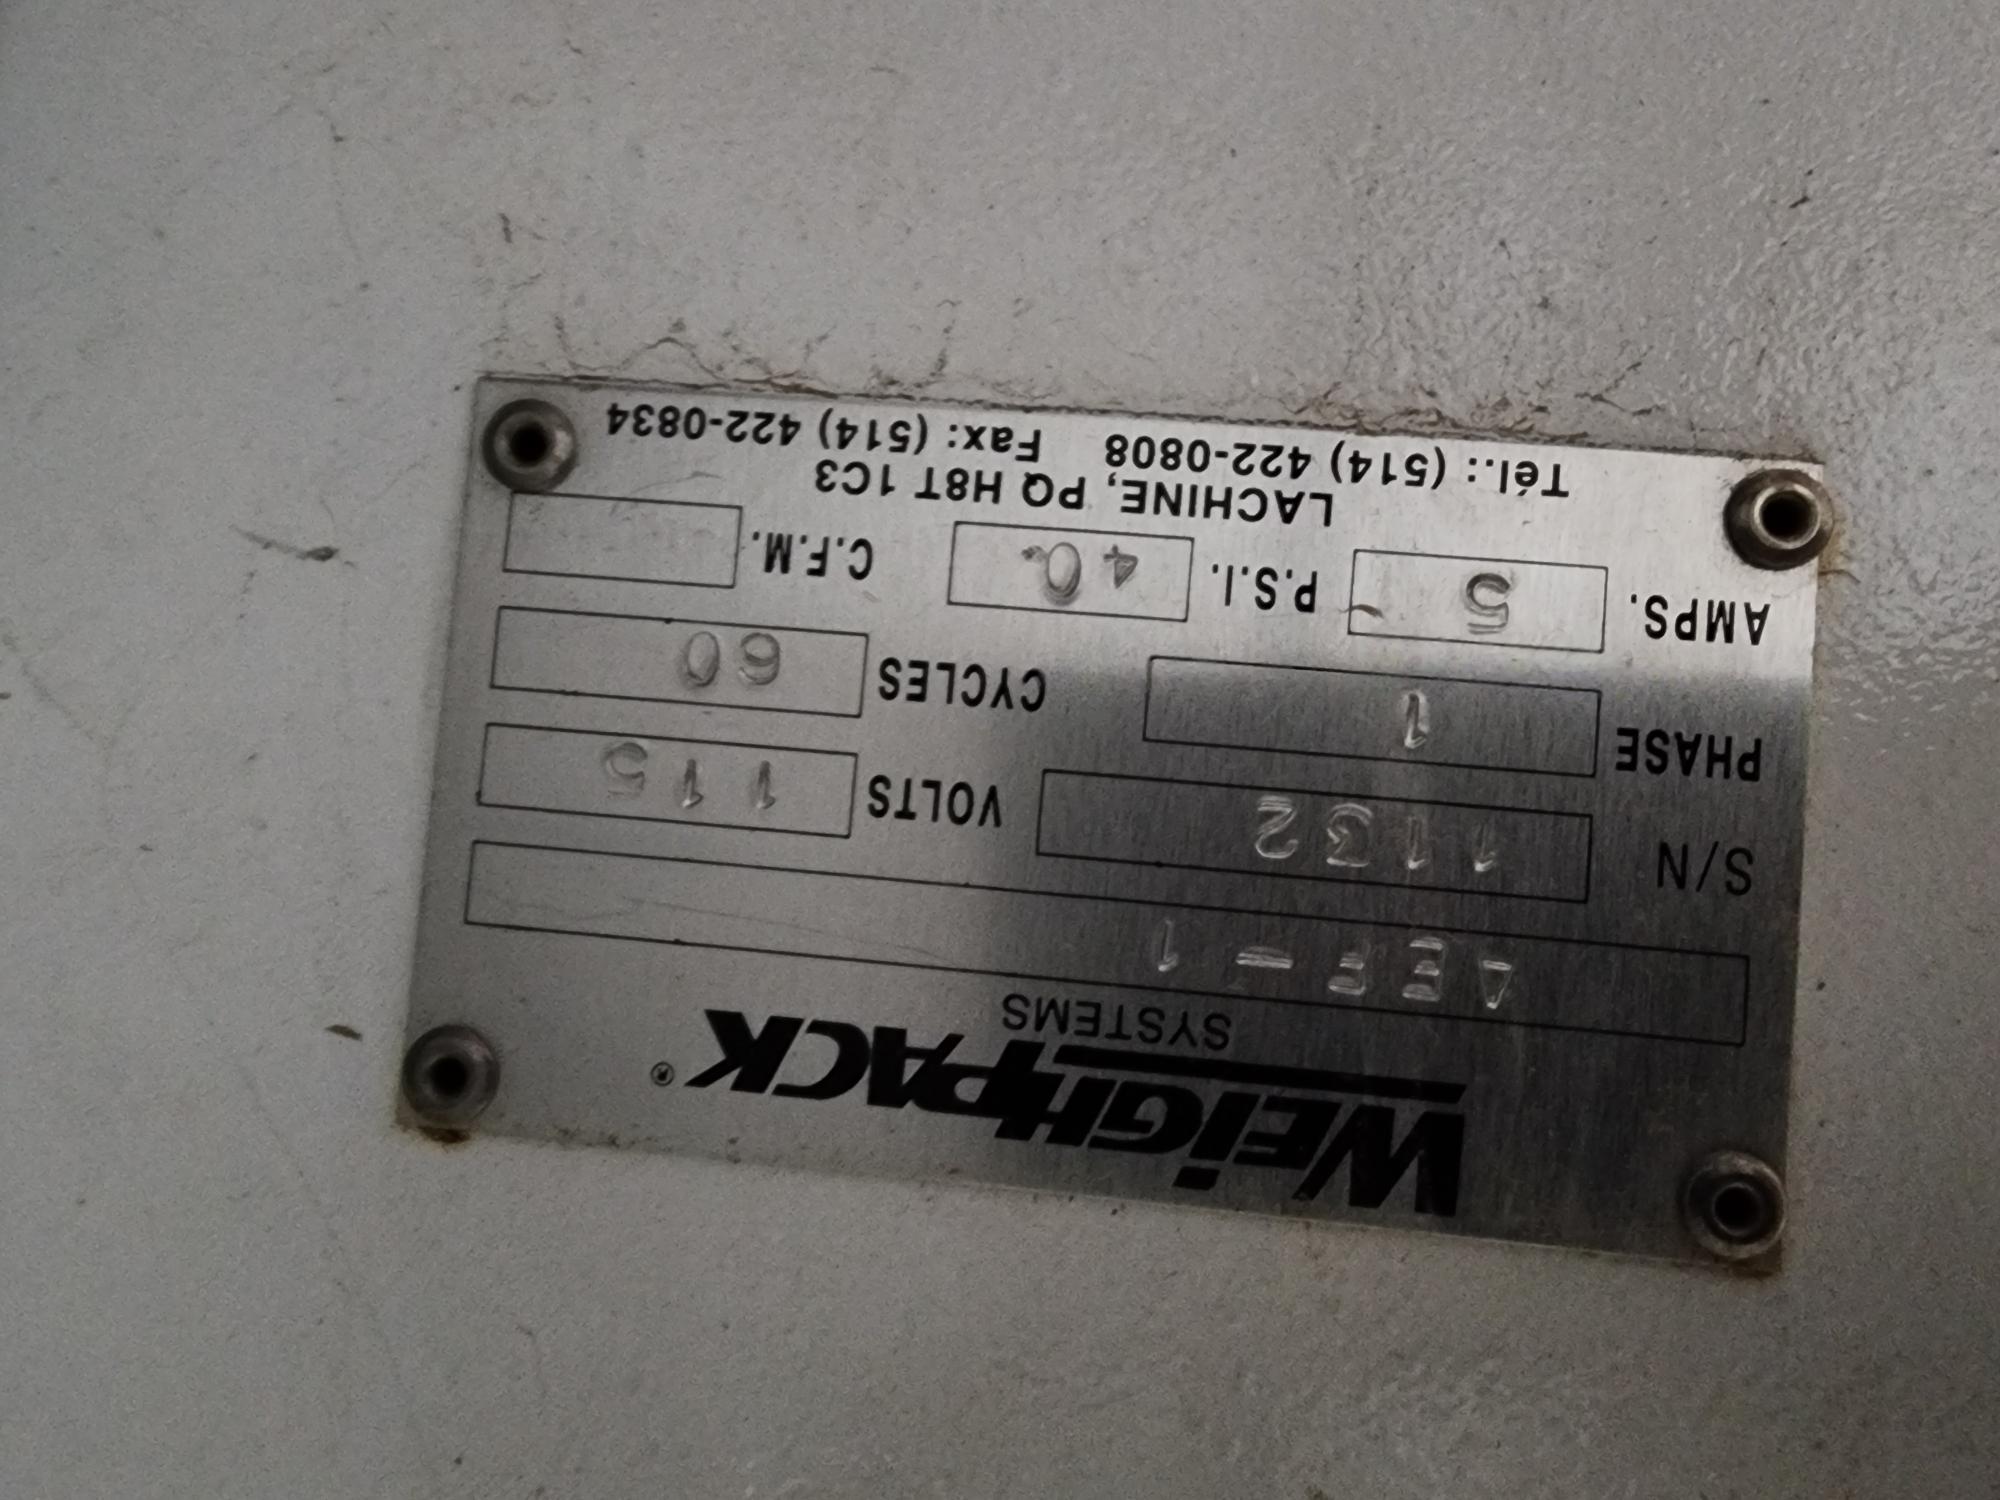 WEiGHPACK®
SYSTEMS
AEF-1
S/N 1132 VOLTS 115
PHASE 1 CYCLES 60
AMPS. 5 P.S.I. 40 C.F.M.
LACHINE, PQ H8T 1C3
Tél.: (514) 422-0808 Fax: (514) 422-0834